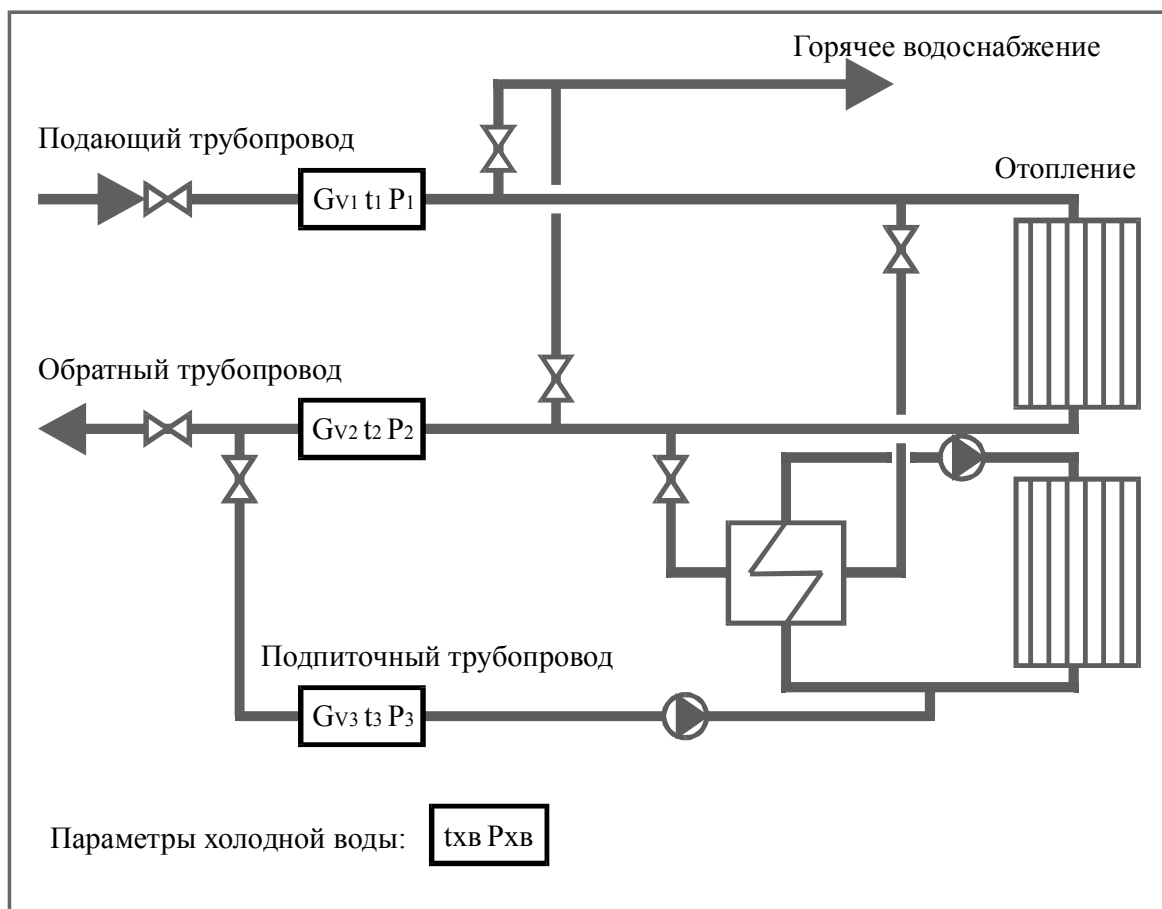 Горячее водоснабжение
Подающий трубопровод
Отопление
GV1 t1 P1
Обратный трубопровод
GV2 t2 P2
Подпиточный трубопровод
GV3 t3 P3
Параметры холодной воды:
tхв Pхв